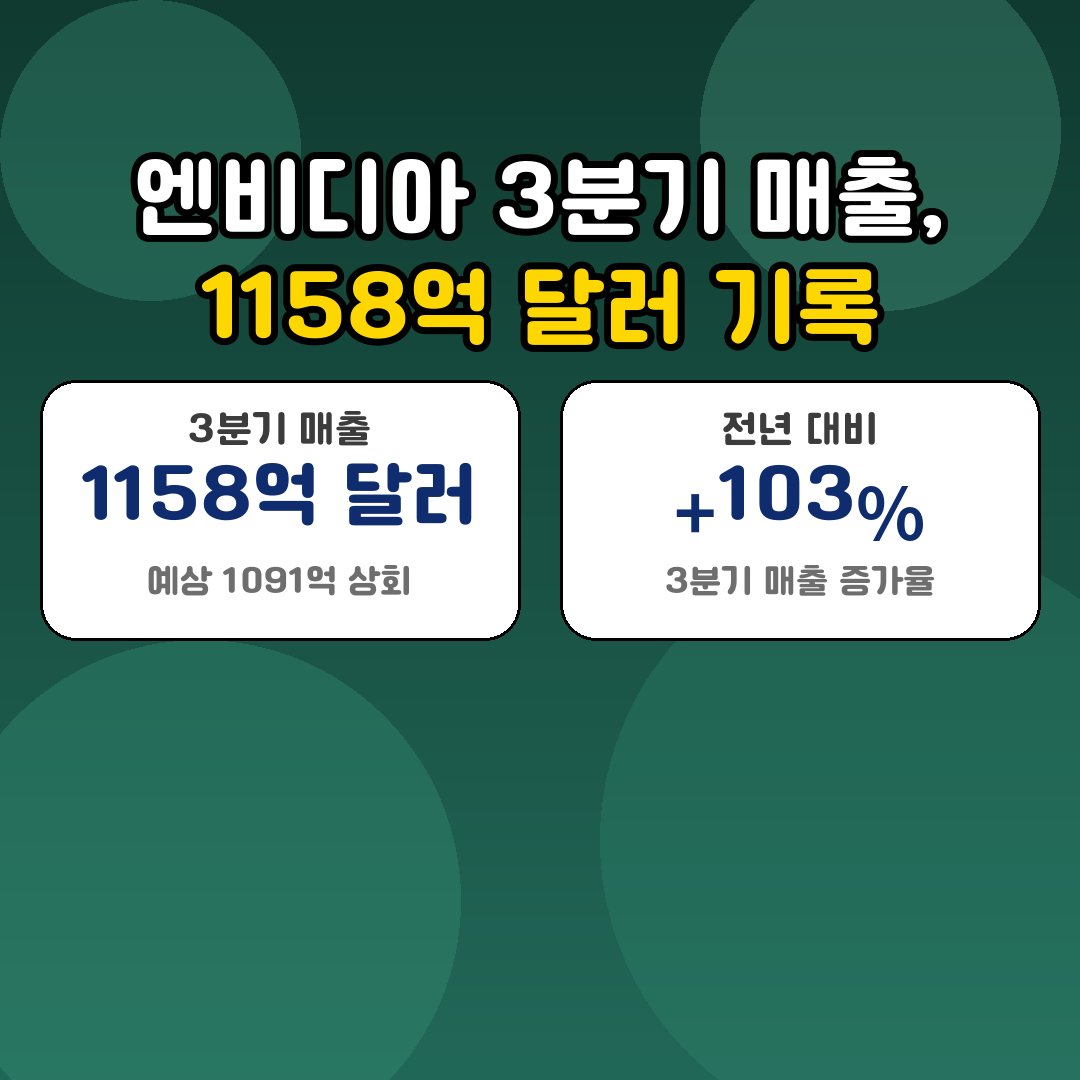 엔비디아 3분기 매출,
1158억 달러 기록
3분기 매출
1158억 달러
예상 1091억 상회
전년 대비
+103%
3분기 매출 증가율